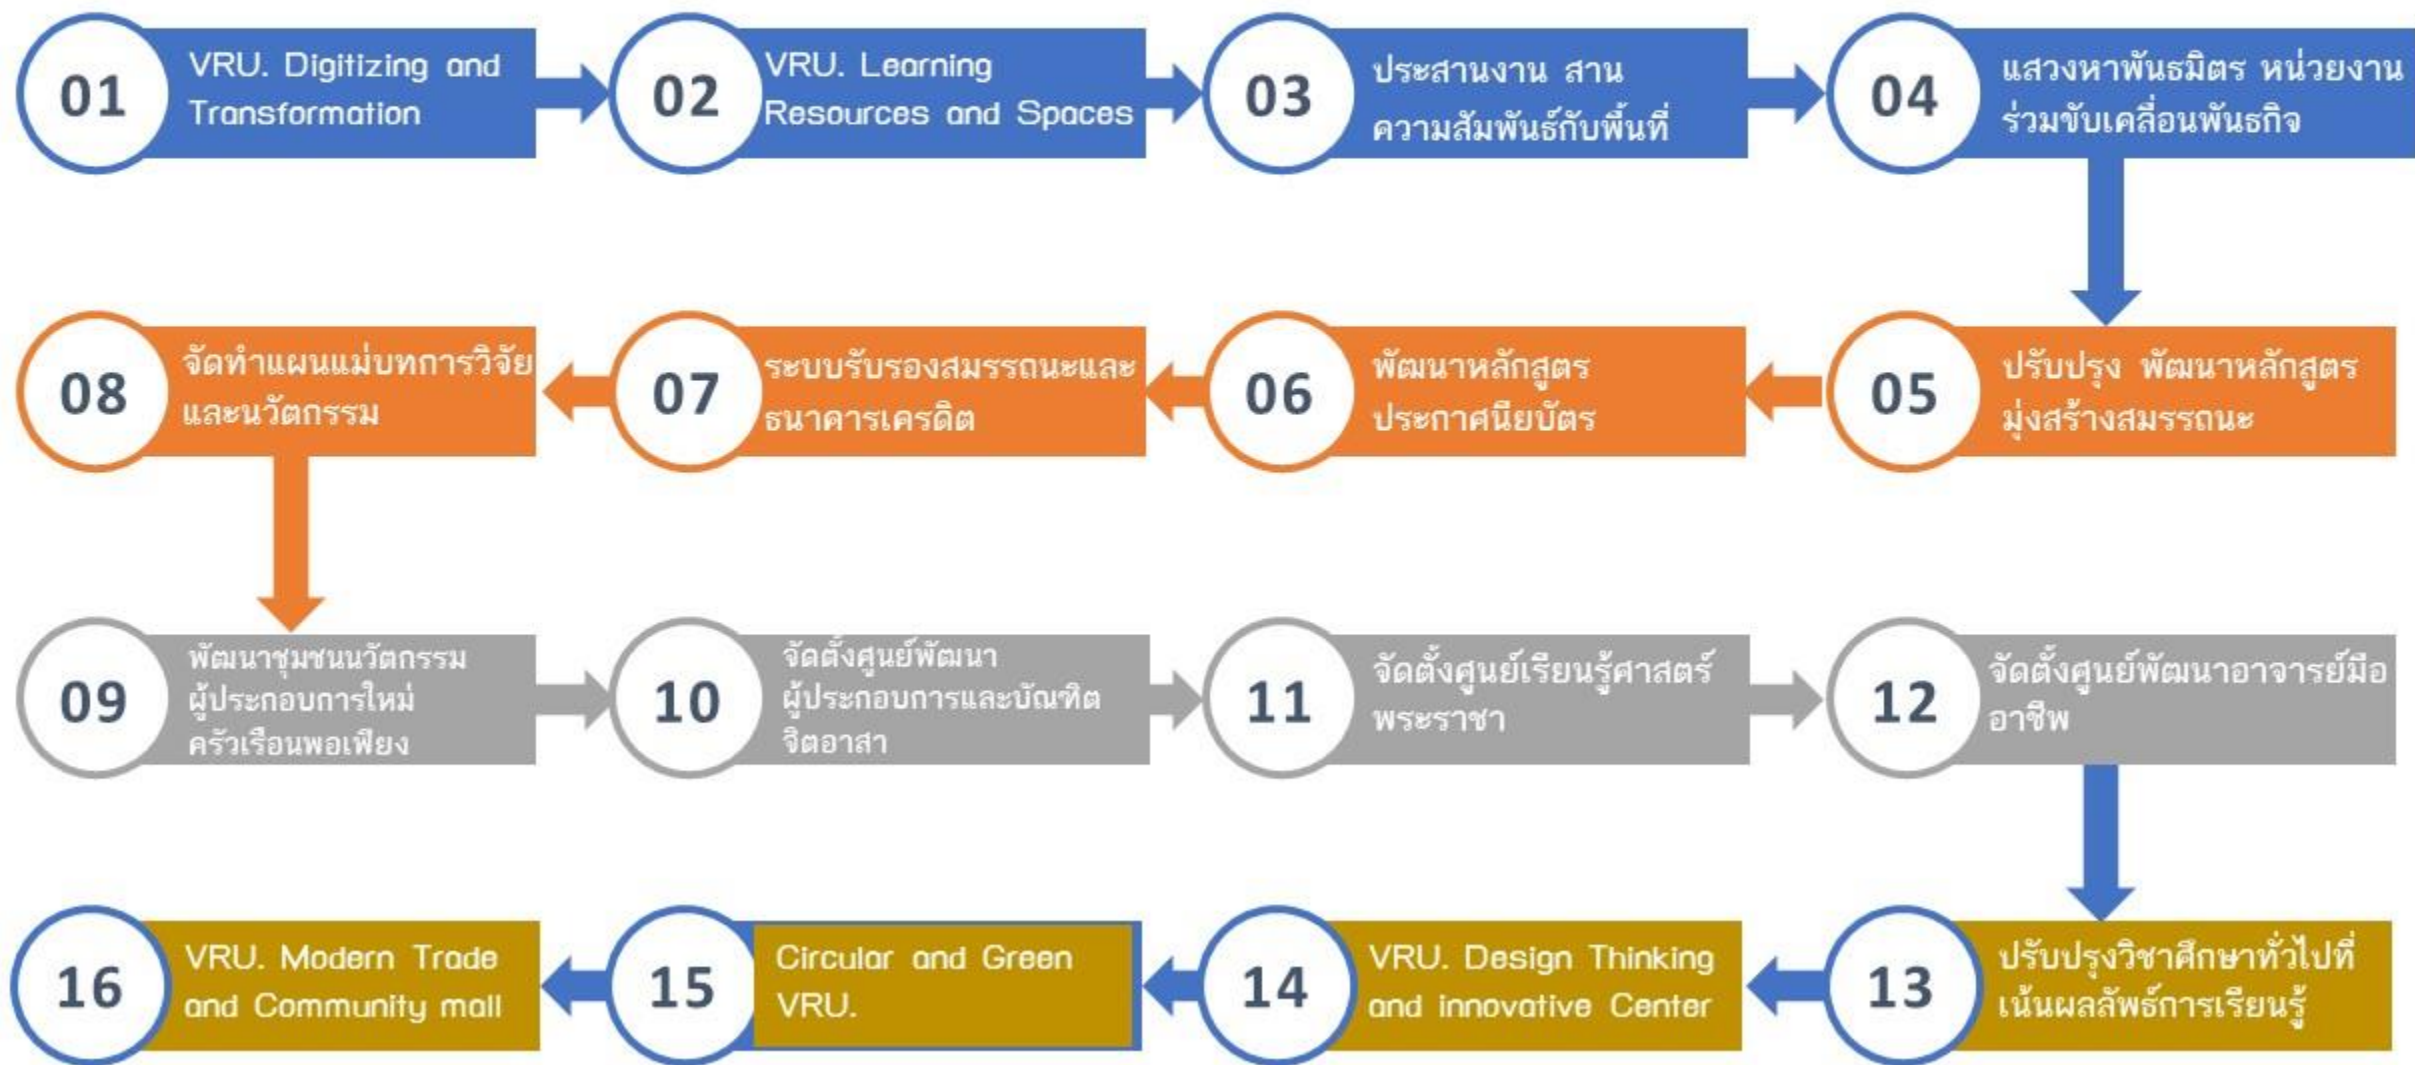 01
VRU. Digitizing and
Transformation
02
VRU. Learning
Resources and Spaces
03
ประสานงาน สาน
ความสัมพันธ์กับพื้นที่
04
แสวงหาพันธมิตร หน่วยงาน
ร่วมขับเคลื่อนพันธกิจ
05
ปรับปรุง พัฒนาหลักสูตร
มุ่งสร้างสมรรถนะ
06
พัฒนาหลักสูตร
ประกาศนียบัตร
07
ระบบรับรองสมรรถนะและ
ธนาคารเครดิต
08
จัดทำแผนแม่บทการวิจัย
และนวัตกรรม
09
พัฒนาชุมชนนวัตกรรม
ผู้ประกอบการใหม่
ครัวเรือนพอเพียง
10
จัดตั้งศูนย์พัฒนา
ผู้ประกอบการและบัณฑิต
จิตอาสา
11
จัดตั้งศูนย์เรียนรู้ศาสตร์
พระราชา
12
จัดตั้งศูนย์พัฒนาอาจารย์มือ
อาชีพ
13
ปรับปรุงวิชาศึกษาทั่วไปที่
เน้นผลลัพธ์การเรียนรู้
14
VRU. Design Thinking
and innovative Center
15
Circular and Green
VRU.
16
VRU. Modern Trade
and Community mall